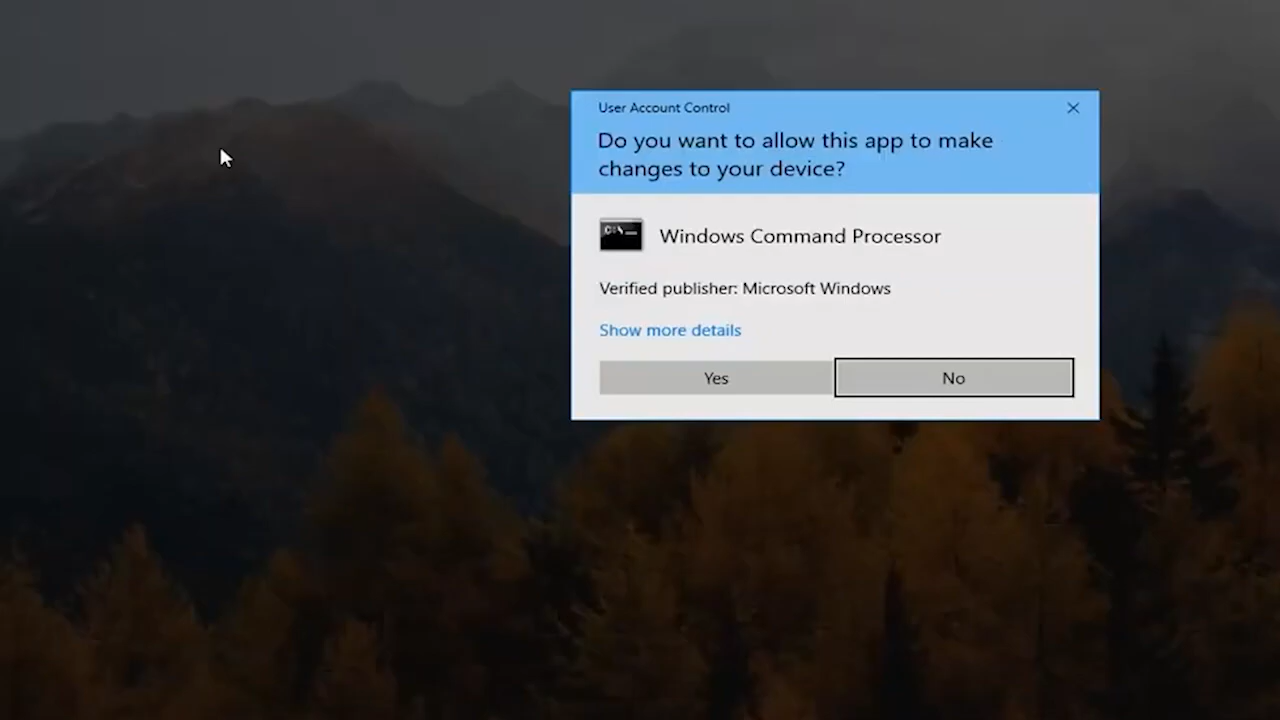 User Account Control
Do you want to allow this app to make
changes to your device?
C:\
Windows Command Processor
Verified publisher: Microsoft Windows
Show more details
Yes
No